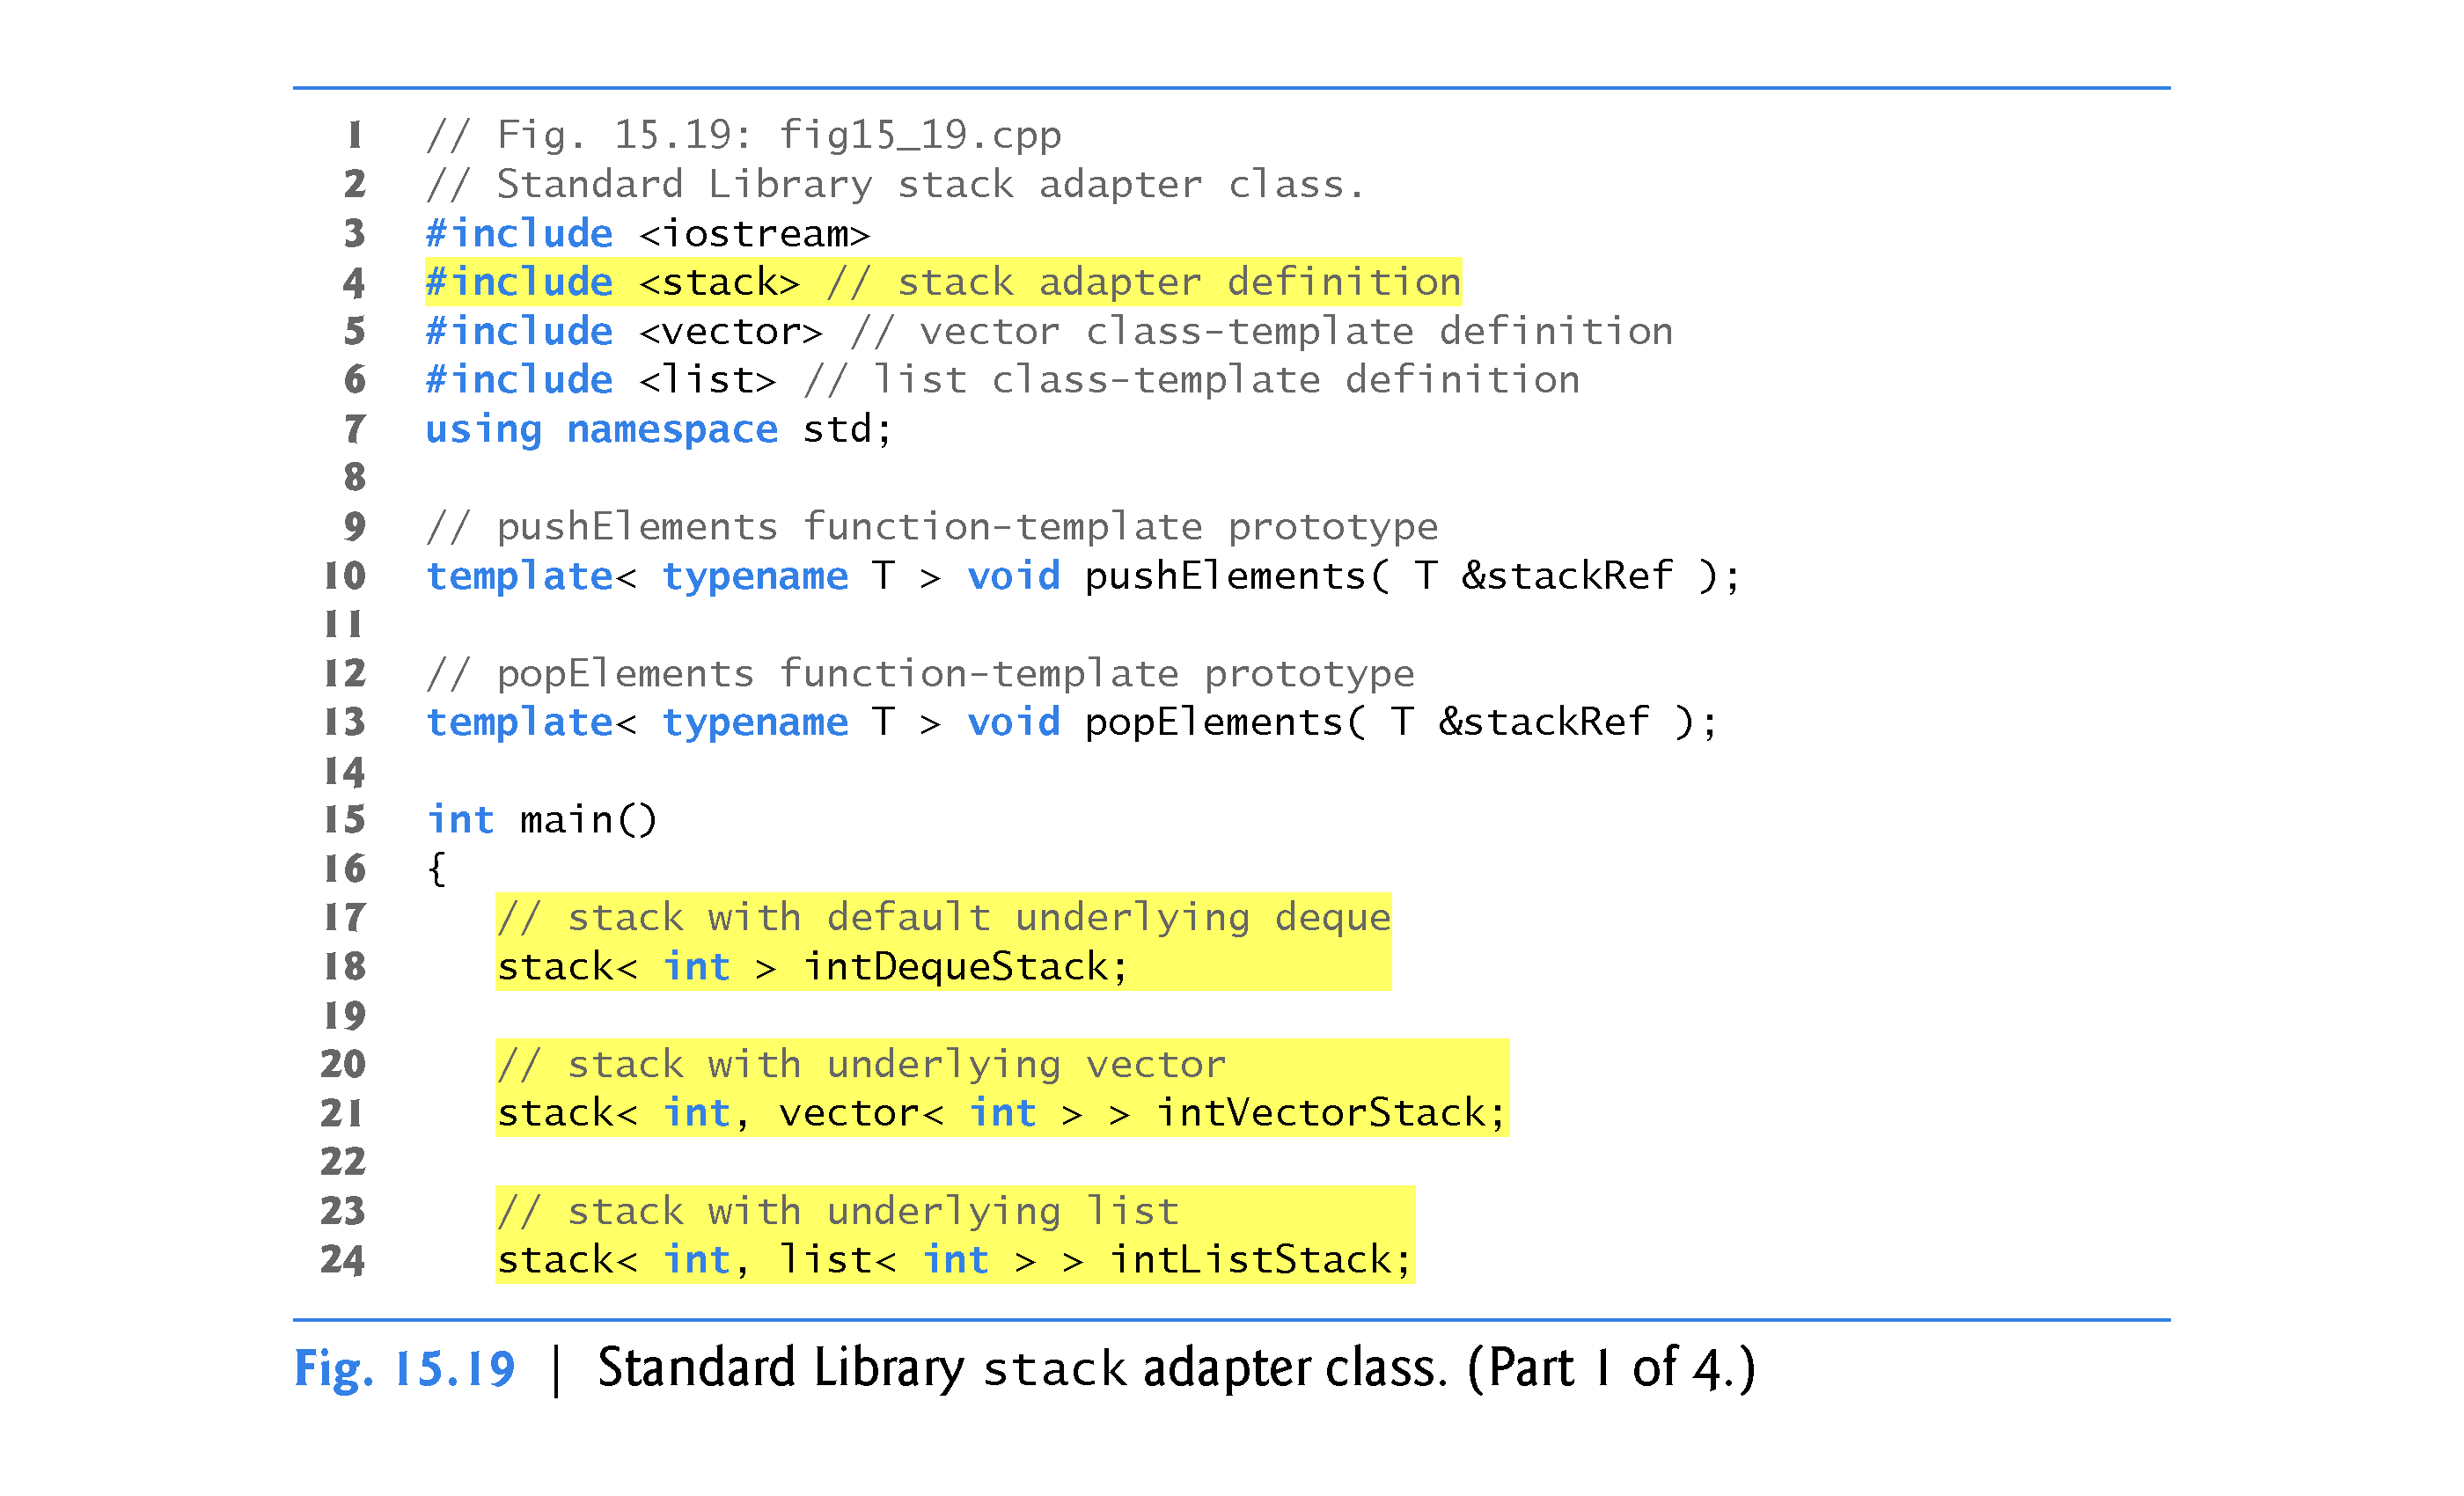 1 // Fig. 15.19: fig15_19.cpp
2 // Standard Library stack adapter class.
3 #include <iostream>
4 #include <stack> // stack adapter definition
5 #include <vector> // vector class-template definition
6 #include <list> // list class-template definition
7 using namespace std;
8
9 // pushElements function-template prototype
10 template< typename T > void pushElements( T &stackRef );
11
12 // popElements function-template prototype
13 template< typename T > void popElements( T &stackRef );
14
15 int main()
16 {
17    // stack with default underlying deque
18    stack< int > intDequeStack;
19
20    // stack with underlying vector
21    stack< int, vector< int > > intVectorStack;
22
23    // stack with underlying list
24    stack< int, list< int > > intListStack;
Fig. 15.19 | Standard Library stack adapter class. (Part 1 of 4.)